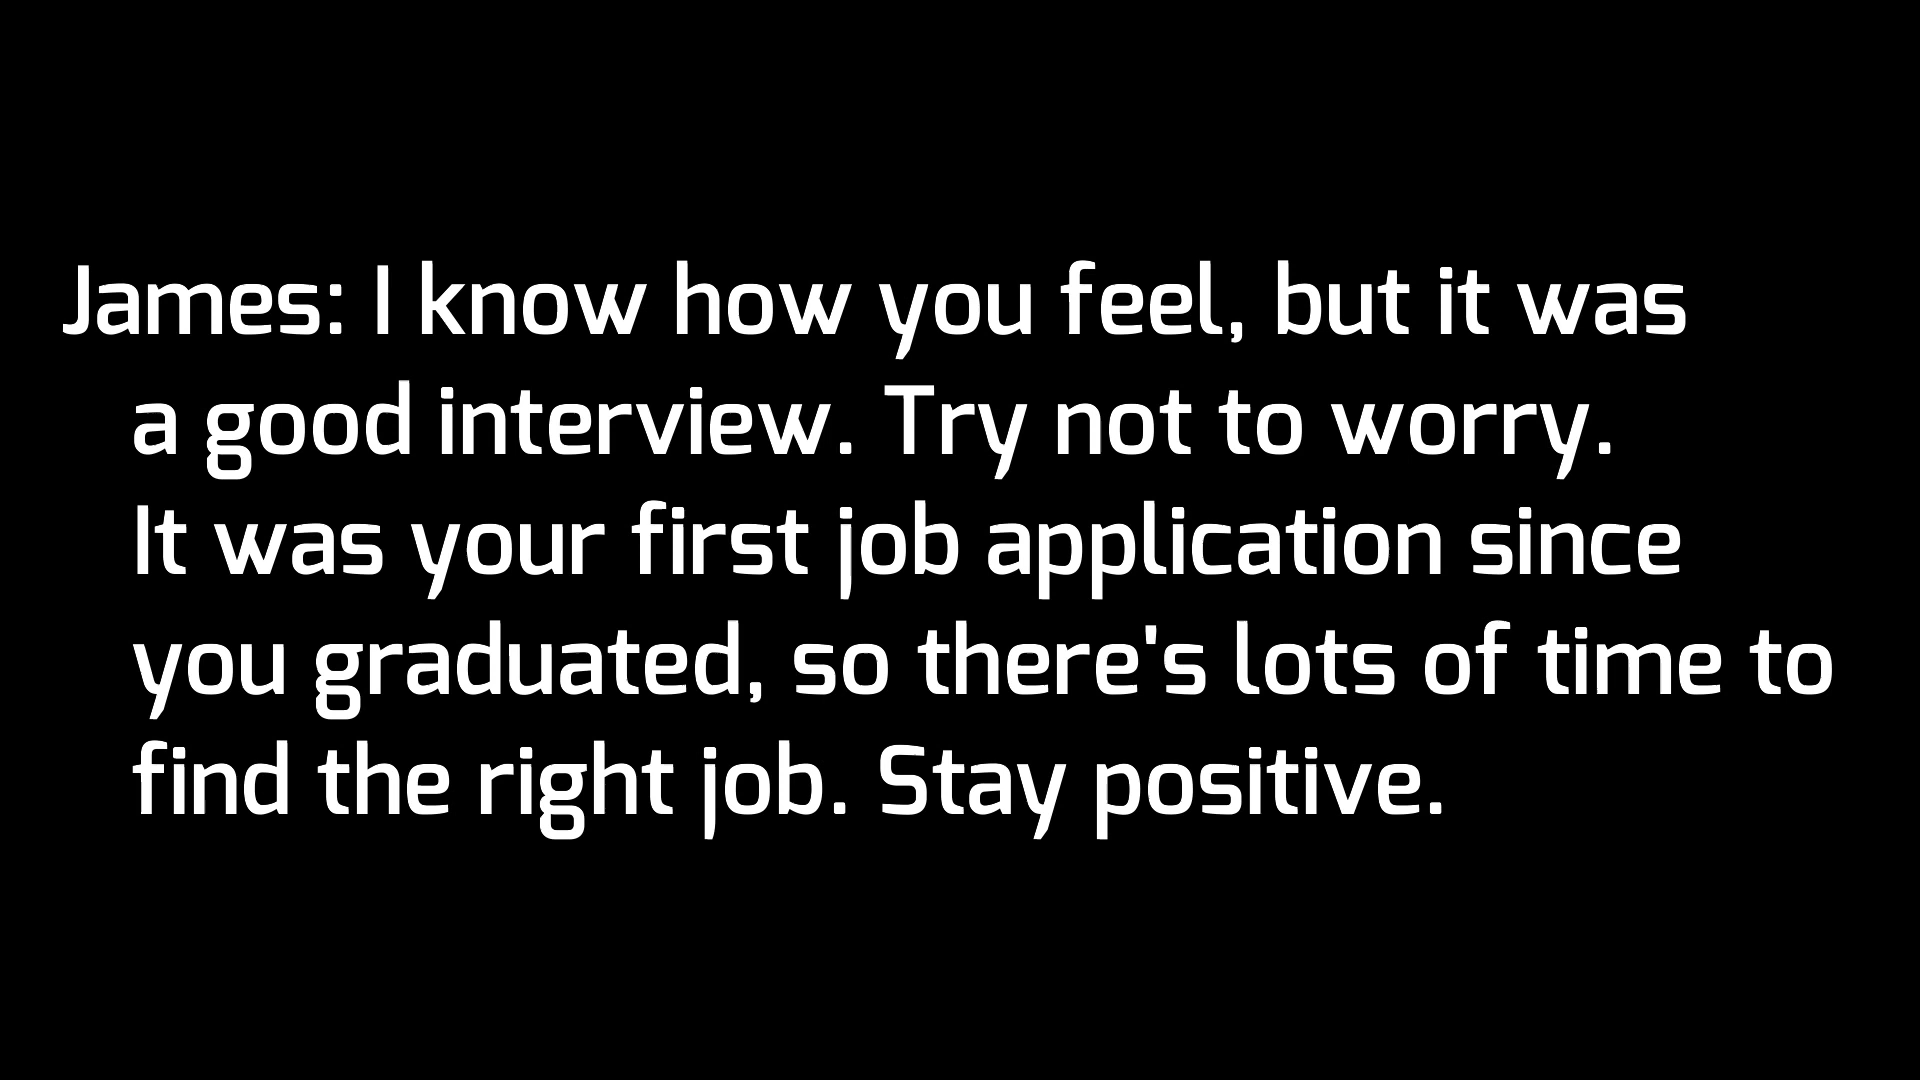 James: I know how you feel, but it was
a good interview. Try not to worry.
It was your first job application since
you graduated, so there's lots of time to
find the right job. Stay positive.